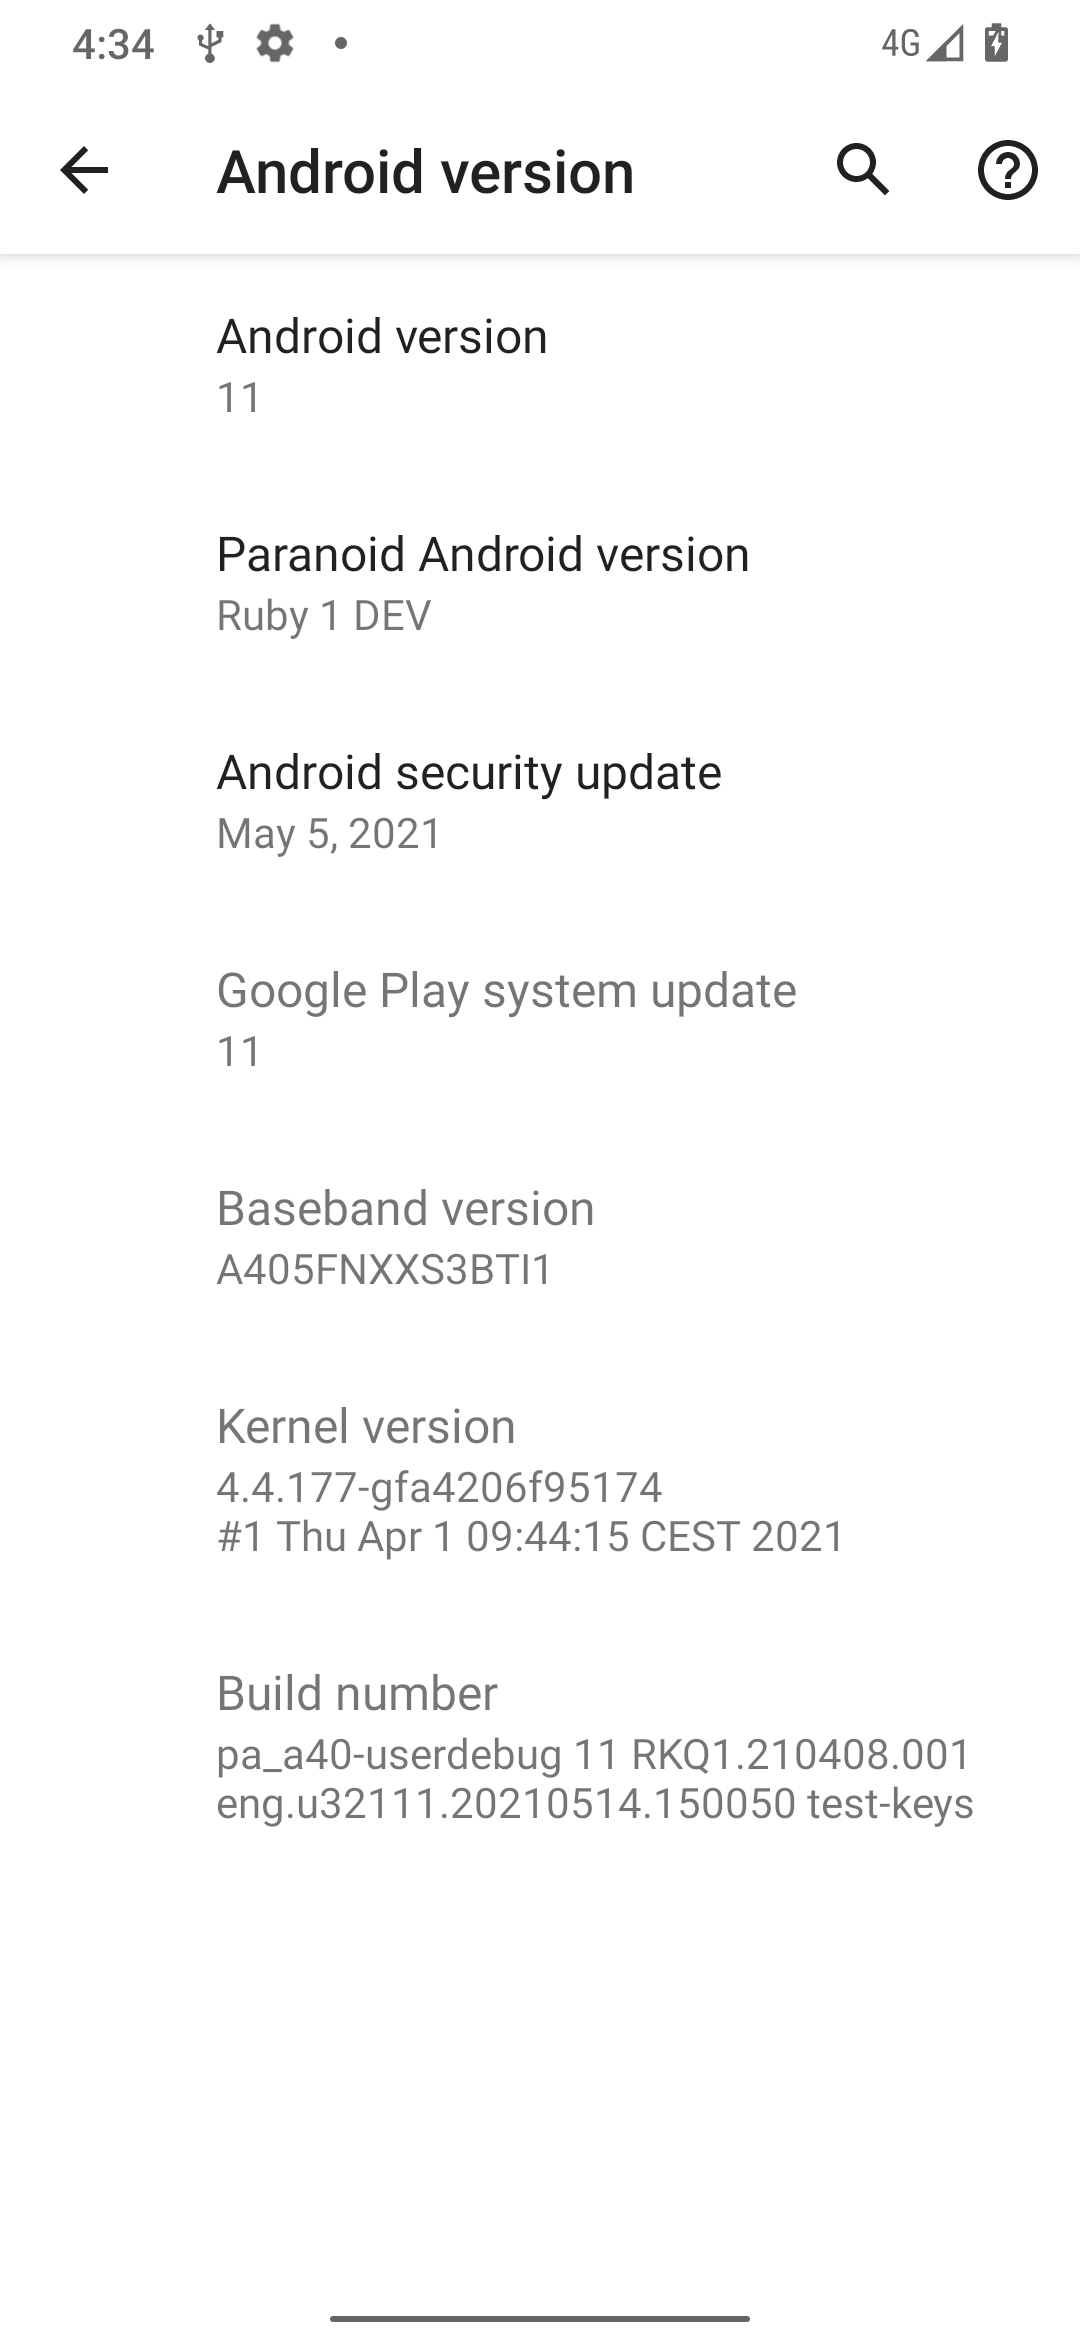 4:34
4G
Android version
Android version
11
Paranoid Android version
Ruby 1 DEV
Android security update
May 5, 2021
Google Play system update
11
Baseband version
A405FNXXS3BTI1
Kernel version
4.4.177-gfa4206f95174
#1 Thu Apr 1 09:44:15 CEST 2021
Build number
pa_a40-userdebug 11 RKQ1.210408.001
eng.u32111.20210514.150050 test-keys